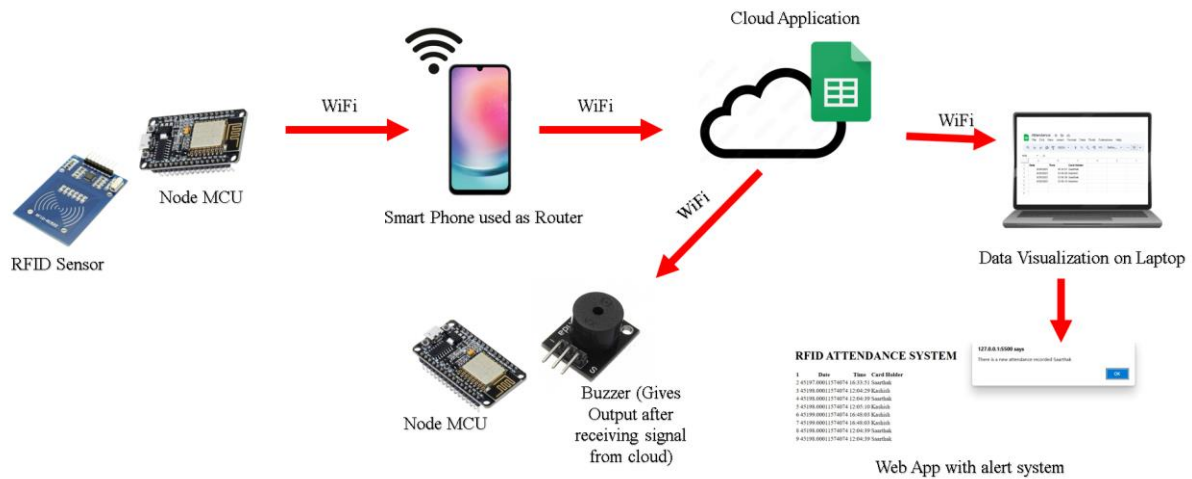 Cloud Application
WiFi
WiFi
WiFi
WiFi
Node MCU
RFID Sensor
Smart Phone used as Router
Data Visualization on Laptop
Node MCU
S
Buzzer (Gives
Output after
receiving signal
from cloud)
RFID ATTENDANCE SYSTEM
1 Date Time Card Holder
2 45197.00011574074 16:33:51 Saarthak
3 45198.00011574074 12:04:29 Kashish
4 45198.00011574074 12:04:39 Saarthak
5 45198.00011574074 12:05:10 Kashish
6 45199.00011574074 16:48:03 Kashish
7 45199.00011574074 16:48:03 Kashish
8 45198.00011574074 12:04:39 Saarthak
9 45198.00011574074 12:04:39 Saarthak
127.0.0.1:5500 says
There is a new attendance recorded Saarthak
OK
Web App with alert system